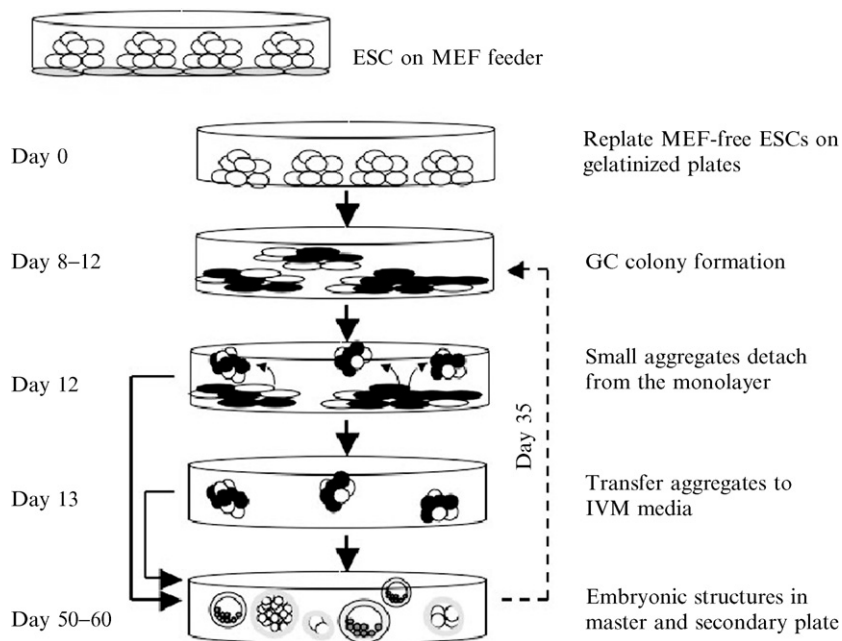 ESC on MEF feeder
Day 0
Replate MEF-free ESCs on
gelatinized plates
Day 8–12
GC colony formation
Day 12
Small aggregates detach
from the monolayer
Day 35
Day 13
Transfer aggregates to
IVM media
Day 50–60
Embryonic structures in
master and secondary plate